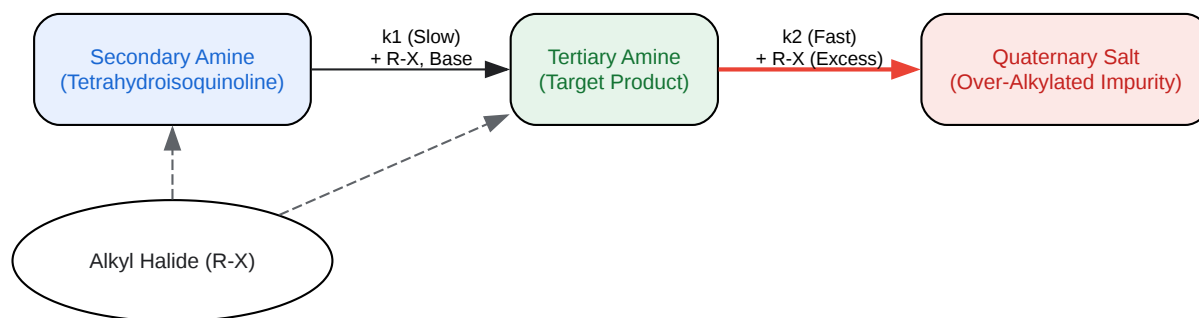 Secondary Amine
(Tetrahydroisoquinoline)
k1 (Slow)
+ R-X, Base
Tertiary Amine
(Target Product)
k2 (Fast)
+ R-X (Excess)
Quaternary Salt
(Over-Alkylated Impurity)
Alkyl Halide (R-X)